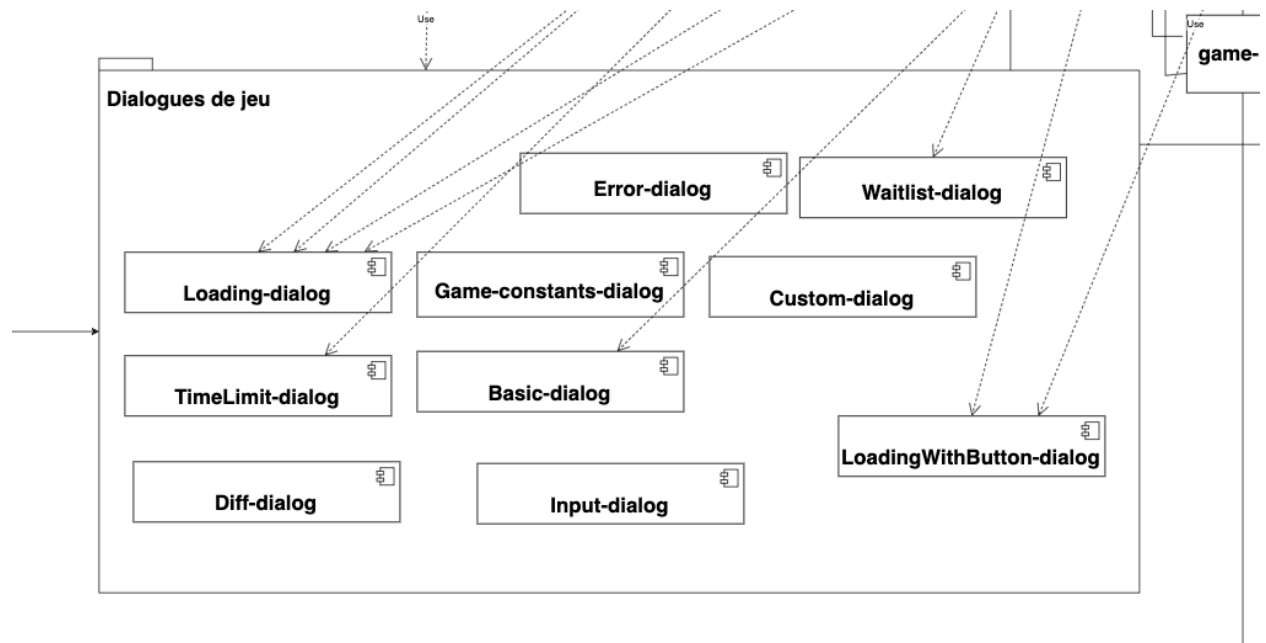 Use
Use
game-
Dialogues de jeu
Error-dialog
Waitlist-dialog
Loading-dialog
Game-constants-dialog
Custom-dialog
TimeLimit-dialog
Basic-dialog
LoadingWithButton-dialog
Diff-dialog
Input-dialog